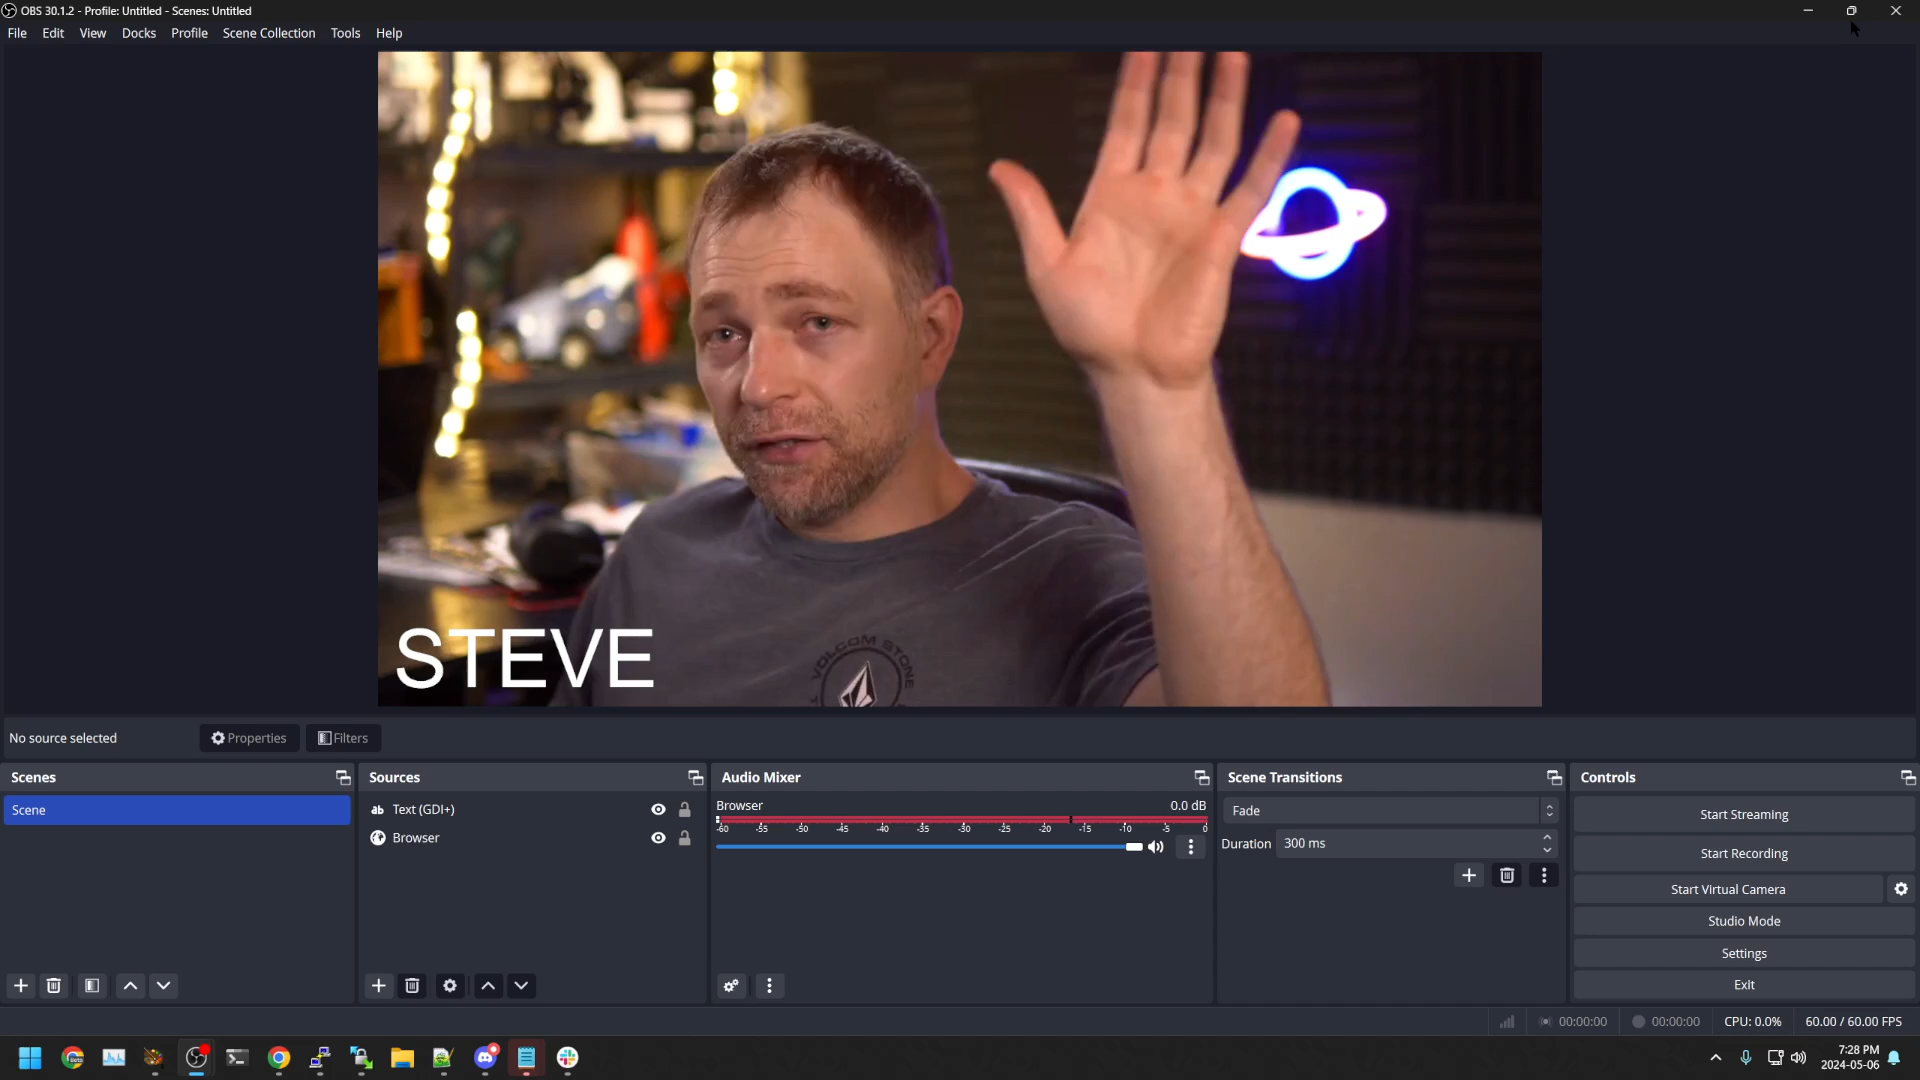 OBS 30.1.2 - Profile: Untitled - Scenes: Untitled
File Edit View Docks Profile Scene Collection Tools Help
VOLCOM STONE
STEVE
No source selected Properties Filters
Scenes
Scene
Sources
ab Text (GDI+)
Browser
Audio Mixer
Browser 0.0 dB
-60 -55 -50 -45 -40 -35 -30 -25 -20 -15 -10 -5 0
Scene Transitions
Fade
Duration 300 ms
Controls
Start Streaming
Start Recording
Start Virtual Camera
Studio Mode
Settings
Exit
00:00:00 00:00:00 CPU: 0.0% 60.00 / 60.00 FPS
7:28 PM
2024-05-06